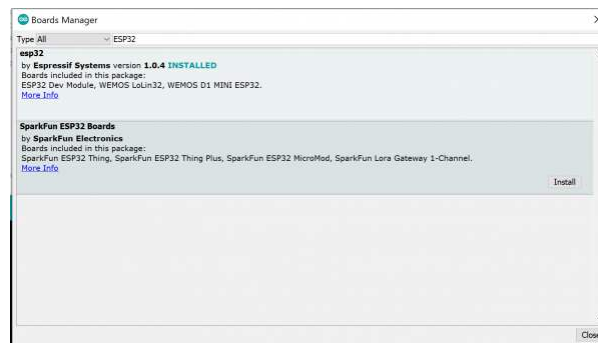 Boards Manager
Type All ESP32
esp32
by Espressif Systems version 1.0.4 INSTALLED
Boards included in this package:
ESP32 Dev Module, WEMOS LoLin32, WEMOS D1 MINI ESP32.
More Info
SparkFun ESP32 Boards
by SparkFun Electronics
Boards included in this package:
SparkFun ESP32 Thing, SparkFun ESP32 Thing Plus, SparkFun ESP32 MicroMod, SparkFun Lora Gateway 1-Channel.
More Info
Install
Close